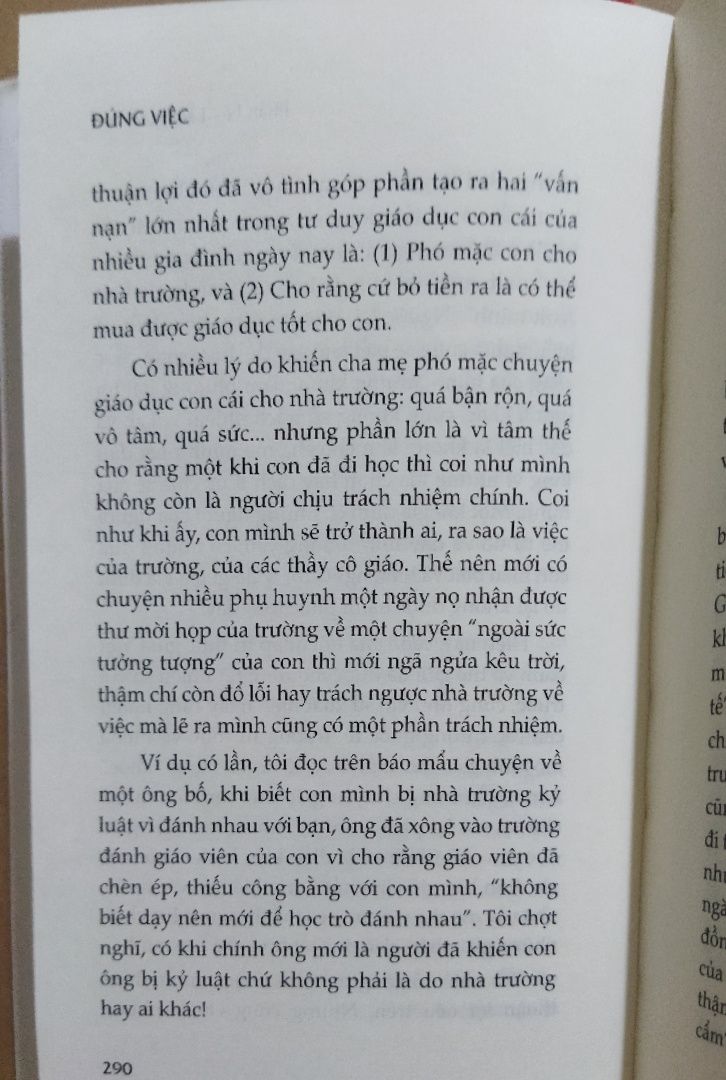 ĐÚNG VIỆC
thuận lợi đó đã vô tình góp phần tạo ra hai “vấn
nạn” lớn nhất trong tư duy giáo dục con cái của
nhiều gia đình ngày nay là: (1) Phó mặc con cho
nhà trường, và (2) Cho rằng cứ bỏ tiền ra là có thể
mua được giáo dục tốt cho con.
Có nhiều lý do khiến cha mẹ phó mặc chuyện
giáo dục con cái cho nhà trường: quá bận rộn, quá
vô tâm, quá sức... nhưng phần lớn là vì tâm thế
cho rằng một khi con đã đi học thì coi như mình
không còn là người chịu trách nhiệm chính. Coi
như khi ấy, con mình sẽ trở thành ai, ra sao là việc
của trường, của các thầy cô giáo. Thế nên mới có
chuyện nhiều phụ huynh một ngày nọ nhận được
thư mời họp của trường về một chuyện “ngoài sức
tưởng tượng” của con thì mới ngã ngửa kêu trời,
thậm chí còn đổ lỗi hay trách ngược nhà trường về
việc mà lẽ ra mình cũng có một phần trách nhiệm.
Ví dụ có lần, tôi đọc trên báo mẩu chuyện về
một ông bố, khi biết con mình bị nhà trường kỷ
luật vì đánh nhau với bạn, ông đã xông vào trường
đánh giáo viên của con vì cho rằng giáo viên đã
chèn ép, thiếu công bằng với con mình, “không
biết dạy nên mới để học trò đánh nhau”. Tôi chợt
nghĩ, có khi chính ông mới là người đã khiến con
ông bị kỷ luật chứ không phải là do nhà trường
hay ai khác!
290